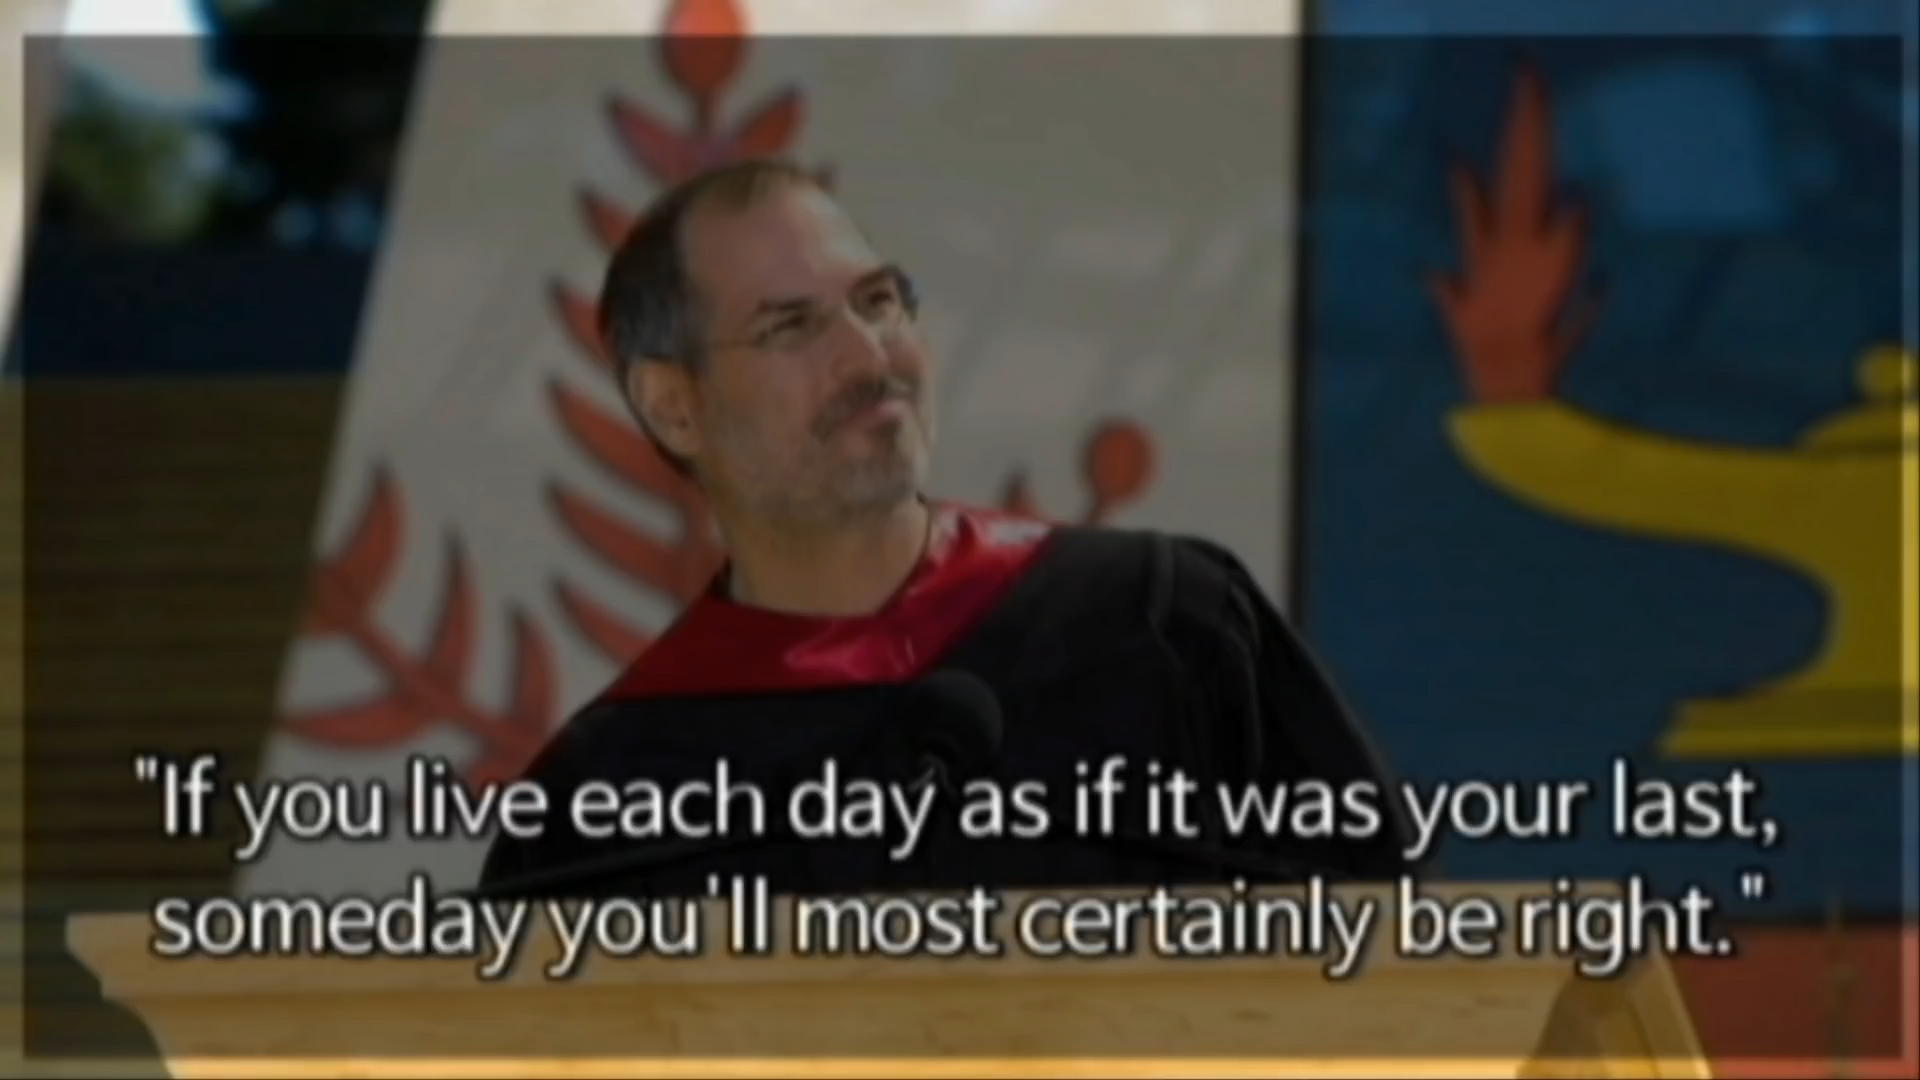 "If you live each day as if it was your last,
someday you'll most certainly be right."